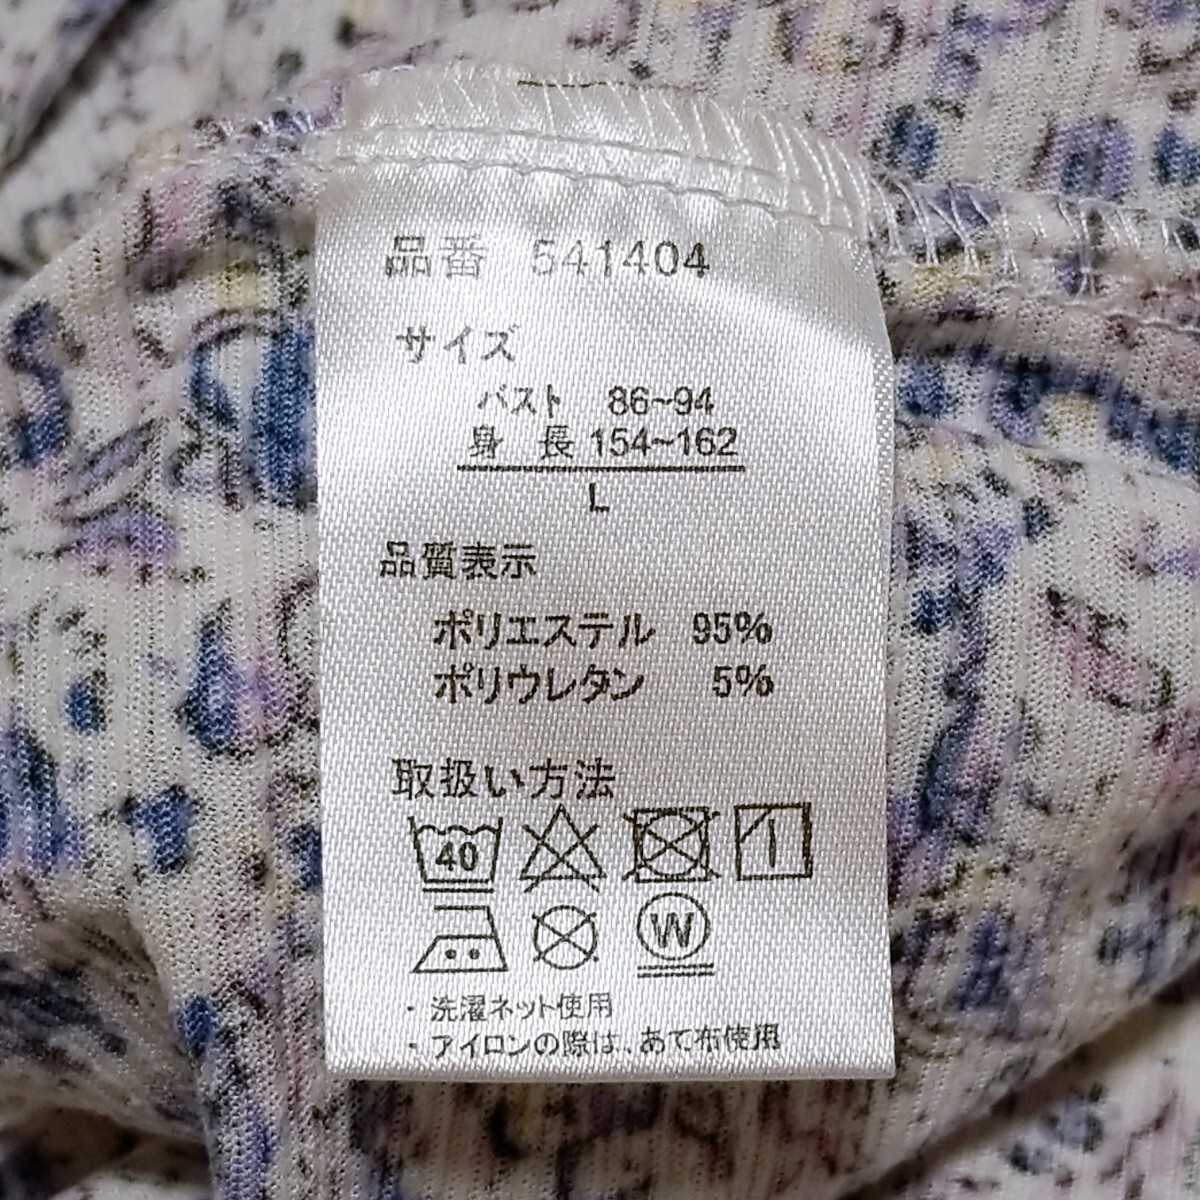 品番 541404
サイズ
バスト 86~94
身 長 154~162
L
品質表示
ポリエステル 95%
ポリウレタン 5%
取扱い方法
40
W
・洗濯ネット使用
・アイロンの際は、あて布使用